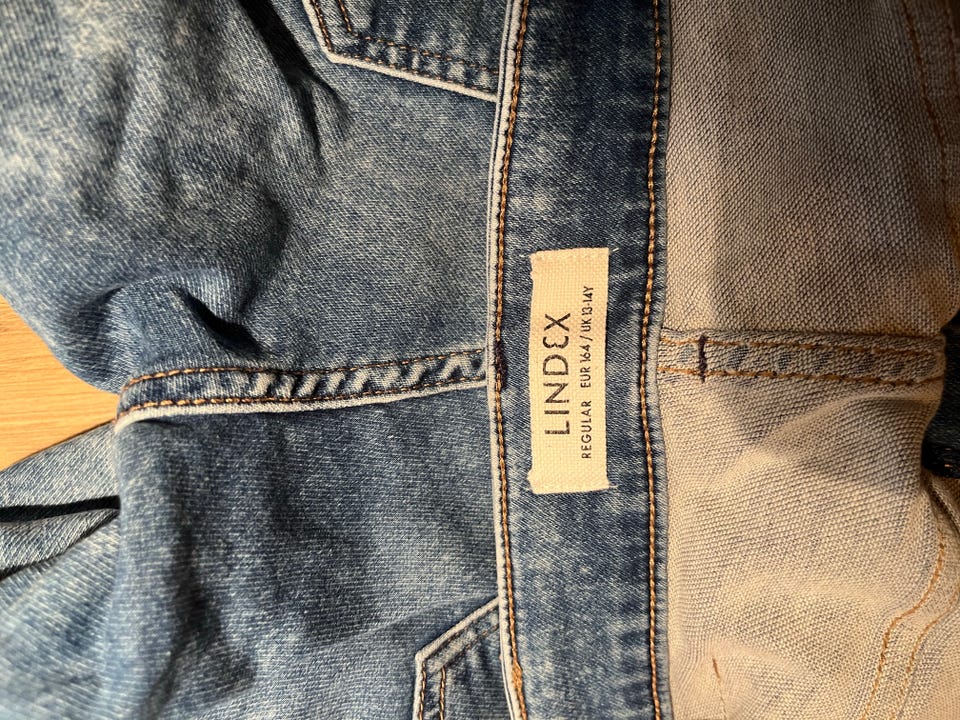 LINDEX
REGULAR EUR 164 / UK 13-14Y